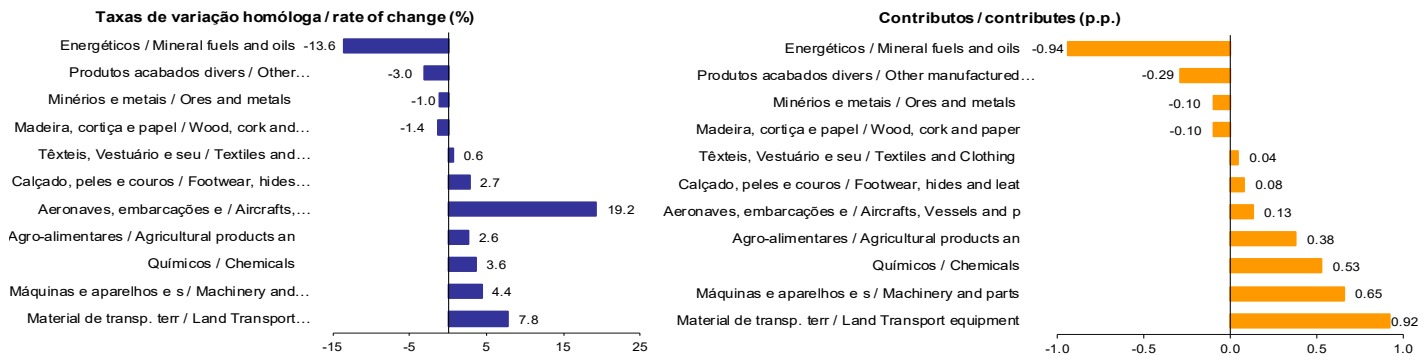 Taxas de variação homóloga / rate of change (%)
Energéticos / Mineral fuels and oils -13.6
Produtos acabados divers / Other… -3.0
Minérios e metais / Ores and metals -1.0
Madeira, cortiça e papel / Wood, cork and… -1.4
Têxteis, Vestuário e seu / Textiles and… 0.6
Calçado, peles e couros / Footwear, hides… 2.7
Aeronaves, embarcações e / Aircrafts,… 19.2
Agro-alimentares / Agricultural products an 2.6
Químicos / Chemicals 3.6
Máquinas e aparelhos e s / Machinery and… 4.4
Material de transp. terr / Land Transport… 7.8
-15 -5 5 15 25
Contributos / contributes (p.p.)
Energéticos / Mineral fuels and oils -0.94
Produtos acabados divers / Other manufactured… -0.29
Minérios e metais / Ores and metals -0.10
Madeira, cortiça e papel / Wood, cork and paper -0.10
Têxteis, Vestuário e seu / Textiles and Clothing 0.04
Calçado, peles e couros / Footwear, hides and leat 0.08
Aeronaves, embarcações e / Aircrafts, Vessels and p 0.13
Agro-alimentares / Agricultural products an 0.38
Químicos / Chemicals 0.53
Máquinas e aparelhos e s / Machinery and parts 0.65
Material de transp. terr / Land Transport equipment 0.92
-1.0 -0.5 0.0 0.5 1.0